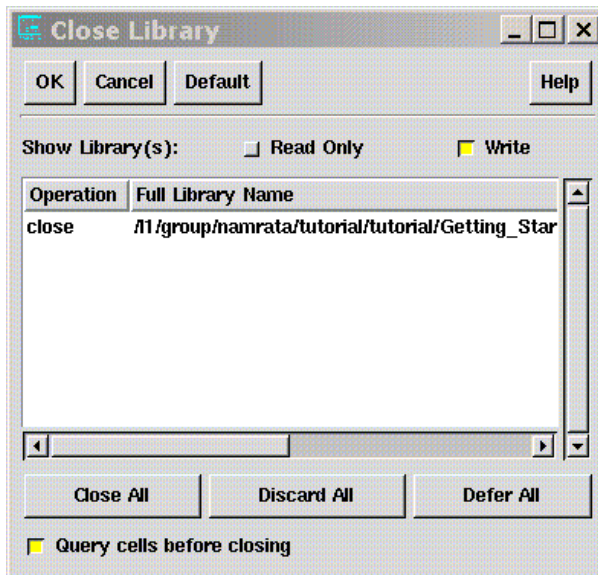 Close Library
OK Cancel Default Help
Show Library(s): Read Only Write
Operation Full Library Name
close /l1/group/namrata/tutorial/tutorial/Getting_Star
Close All Discard All Defer All
Query cells before closing